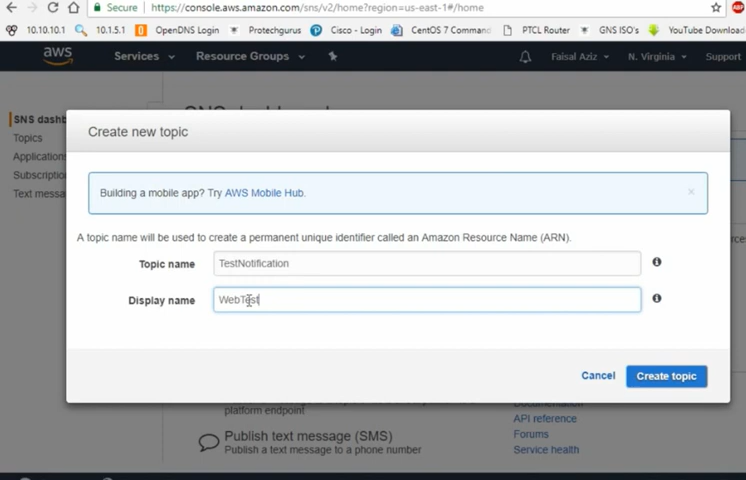 Secure https://console.aws.amazon.com/sns/v2/home?region=us-east-1#/home
10.10.10.1 10.1.5.1 OpenDNS Login Protechgurus Cisco - Login CentOS 7 Command PTCL Router GNS ISO's YouTube Download
aws Services Resource Groups Faisal Aziz N. Virginia Support
SNS dashb
Topics
Applications
Subscriptio
Text messa
Create new topic
Building a mobile app? Try AWS Mobile Hub.
A topic name will be used to create a permanent unique identifier called an Amazon Resource Name (ARN).
Topic name TestNotification
Display name WebTest
Cancel Create topic
platform endpoint
API reference
Publish text message (SMS)
Forums
Publish a text message to a phone number
Service health